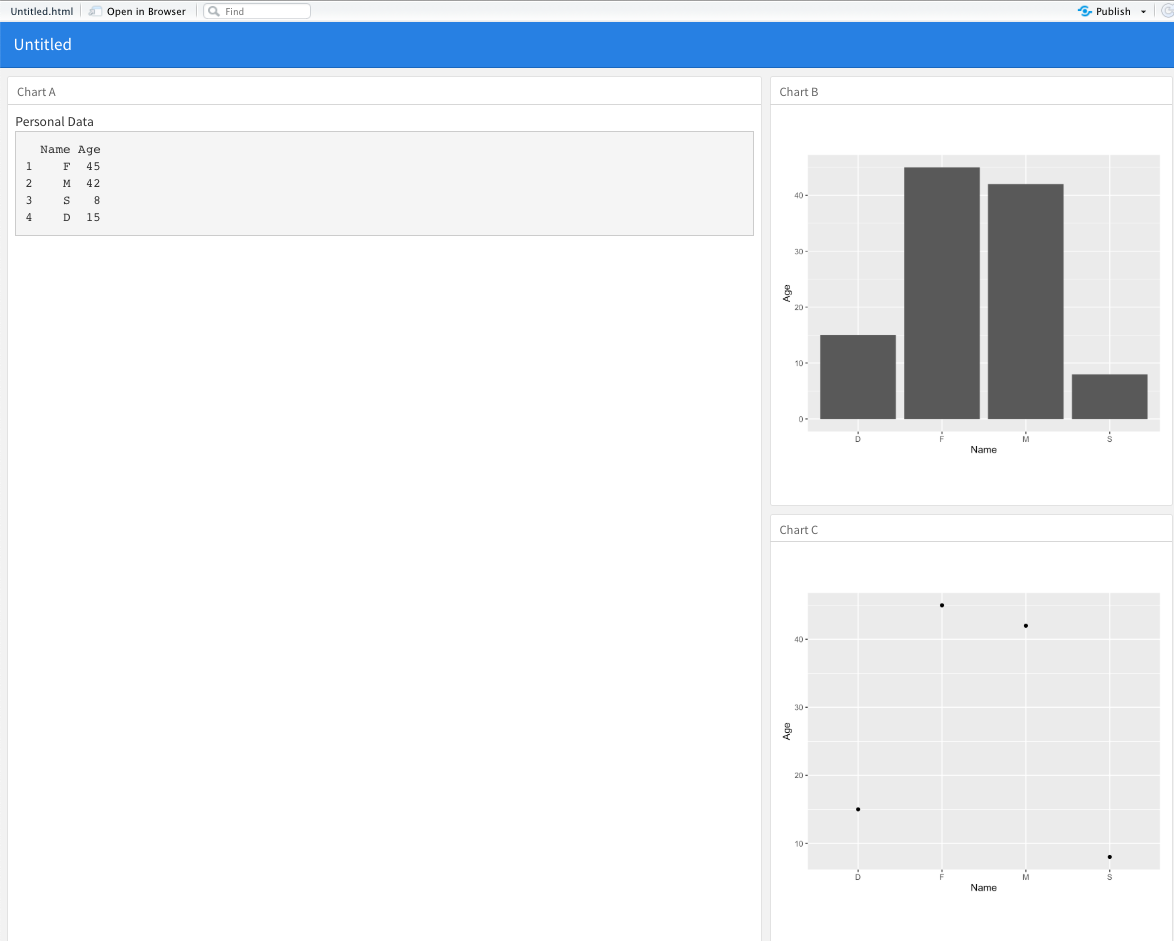 Untitled.html Open in Browser Find Publish
Untitled
Chart A
Personal Data
Name Age
1 F 45
2 M 42
3 S 8
4 D 15
Chart B
Age
40
30
20
10
0
D F M S
Name
Chart C
Age
40
30
20
10
D F M S
Name